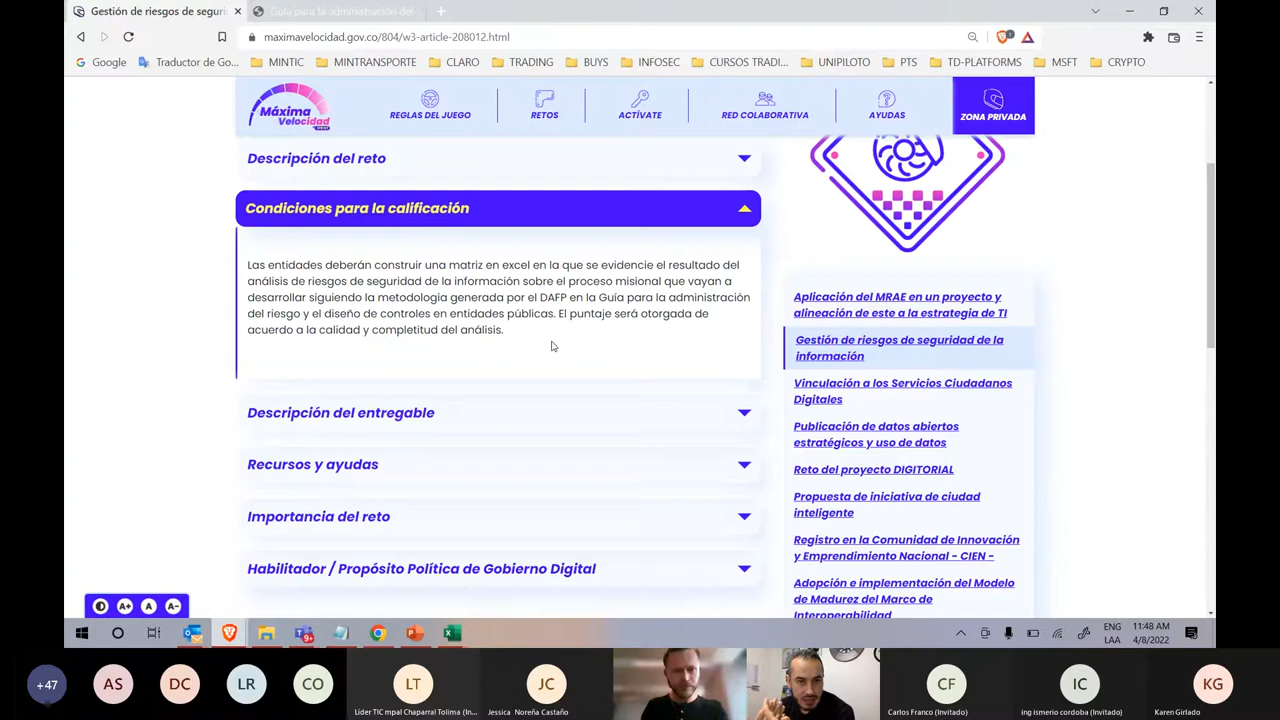 Gestión de riesgos de seguri
Guía para la administración del
maximavelocidad.gov.co/804/w3-article-208012.html
Google
Traductor de Go...
MINTIC
MINTRANSPORTE
CLARO
TRADING
BUYS
INFOSEC
CURSOS TRADI...
UNIPILOTO
PTS
TD-PLATFORMS
MSFT
CRYPTO
Máxima
Velocidad
REGLAS DEL JUEGO
RETOS
ACTÍVATE
RED COLABORATIVA
AYUDAS
ZONA PRIVADA
Descripción del reto
Condiciones para la calificación
Las entidades deberán construir una matriz en excel en la que se evidencie el resultado del
análisis de riesgos de seguridad de la información sobre el proceso misional que vayan a
desarrollar siguiendo la metodología generada por el DAFP en la Guía para la administración
del riesgo y el diseño de controles en entidades públicas. El puntaje será otorgada de
acuerdo a la calidad y completitud del análisis.
Descripción del entregable
Recursos y ayudas
Importancia del reto
Habilitador / Propósito Política de Gobierno Digital
Aplicación del MRAE en un proyecto y
alineación de este a la estrategia de TI
Gestión de riesgos de seguridad de la
información
Vinculación a los Servicios Ciudadanos
Digitales
Publicación de datos abiertos
estratégicos y uso de datos
Reto del proyecto DIGITORIAL
Propuesta de iniciativa de ciudad
inteligente
Registro en la Comunidad de Innovación
y Emprendimiento Nacional - CIEN -
Adopción e implementación del Modelo
de Madurez del Marco de
Interoperabilidad
A+
A
A-
9+
ENG
LAA
11:48 AM
4/8/2022
+47
AS
DC
LR
CO
LT
Líder TIC mpal Chaparral Tolima (In...
JC
Jessica Noreña Castaño
CF
Carlos Franco (Invitado)
IC
ing ismerio cordoba (Invitado)
KG
Karen Girlado